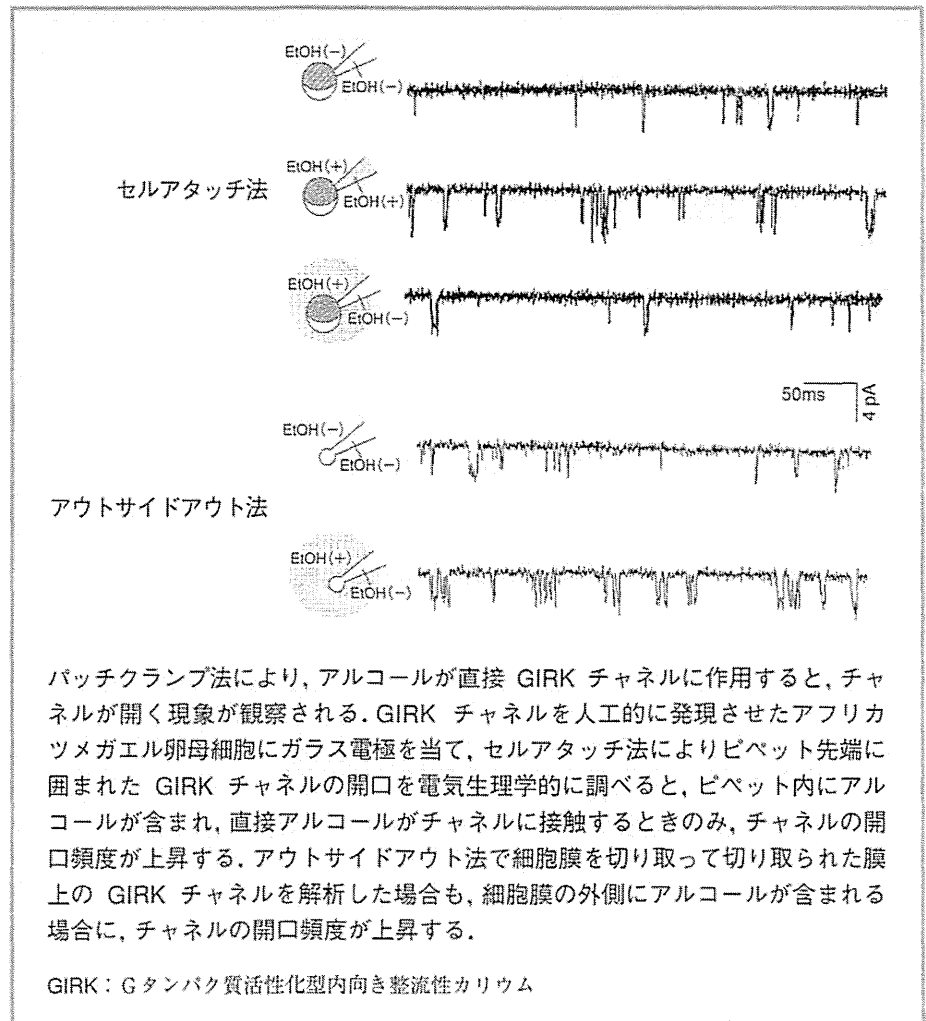 EtOH(−)
EtOH(−)
セルアタッチ法
EtOH(+)
EtOH(+)
EtOH(+)
EtOH(−)
50ms
4 pA
EtOH(−)
EtOH(−)
アウトサイドアウト法
EtOH(+)
EtOH(−)
パッチクランプ法により, アルコールが直接 GIRK チャネルに作用すると, チャ
ネルが開く現象が観察される. GIRK チャネルを人工的に発現させたアフリカ
ツメガエル卵母細胞にガラス電極を当て, セルアタッチ法によりピペット先端に
囲まれた GIRK チャネルの開口を電気生理学的に調べると, ピペット内にアル
コールが含まれ, 直接アルコールがチャネルに接触するときのみ, チャネルの開
口頻度が上昇する. アウトサイドアウト法で細胞膜を切り取って切り取られた膜
上の GIRK チャネルを解析した場合も, 細胞膜の外側にアルコールが含まれる
場合に, チャネルの開口頻度が上昇する.
GIRK：Gタンパク質活性化型内向き整流性カリウム